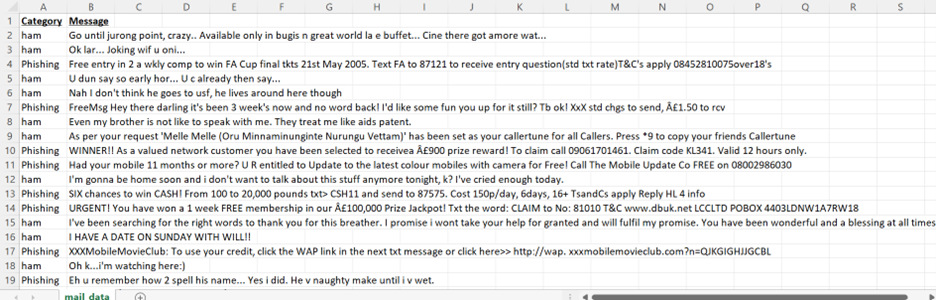 A B C D E F G H I J K L M N O P Q R S
1 Category Message
2 ham Go until jurong point, crazy.. Available only in bugis n great world la e buffet... Cine there got amore wat...
3 ham Ok lar... Joking wif u oni...
4 Phishing Free entry in 2 a wkly comp to win FA Cup final tkts 21st May 2005. Text FA to 87121 to receive entry question(std txt rate)T&C's apply 08452810075over18's
5 ham U dun say so early hor... U c already then say...
6 ham Nah I don't think he goes to usf, he lives around here though
7 Phishing FreeMsg Hey there darling it's been 3 week's now and no word back! I'd like some fun you up for it still? Tb ok! XxX std chgs to send, Â£1.50 to rcv
8 ham Even my brother is not like to speak with me. They treat me like aids patent.
9 ham As per your request 'Melle Melle (Oru Minnaminunginte Nurungu Vettam)' has been set as your callertune for all Callers. Press *9 to copy your friends Callertune
10 Phishing WINNER!! As a valued network customer you have been selected to receivea Â£900 prize reward! To claim call 09061701461. Claim code KL341. Valid 12 hours only.
11 Phishing Had your mobile 11 months or more? U R entitled to Update to the latest colour mobiles with camera for Free! Call The Mobile Update Co FREE on 08002986030
12 ham I'm gonna be home soon and i don't want to talk about this stuff anymore tonight, k? I've cried enough today.
13 Phishing SIX chances to win CASH! From 100 to 20,000 pounds txt> CSH11 and send to 87575. Cost 150p/day, 6days, 16+ TsandCs apply Reply HL 4 info
14 Phishing URGENT! You have won a 1 week FREE membership in our Â£100,000 Prize Jackpot! Txt the word: CLAIM to No: 81010 T&C www.dbuk.net LCCLTD POBOX 4403LDNW1A7RW18
15 ham I've been searching for the right words to thank you for this breather. I promise i wont take your help for granted and will fulfil my promise. You have been wonderful and a blessing at all times
16 ham I HAVE A DATE ON SUNDAY WITH WILL!!
17 Phishing XXXMobileMovieClub: To use your credit, click the WAP link in the next txt message or click here>> http://wap. xxxmobilemovieclub.com?n=QJKGIGHJJGCBL
18 ham Oh k...i'm watching here:)
19 Phishing Eh u remember how 2 spell his name... Yes i did. He v naughty make until i v wet.
mail_data